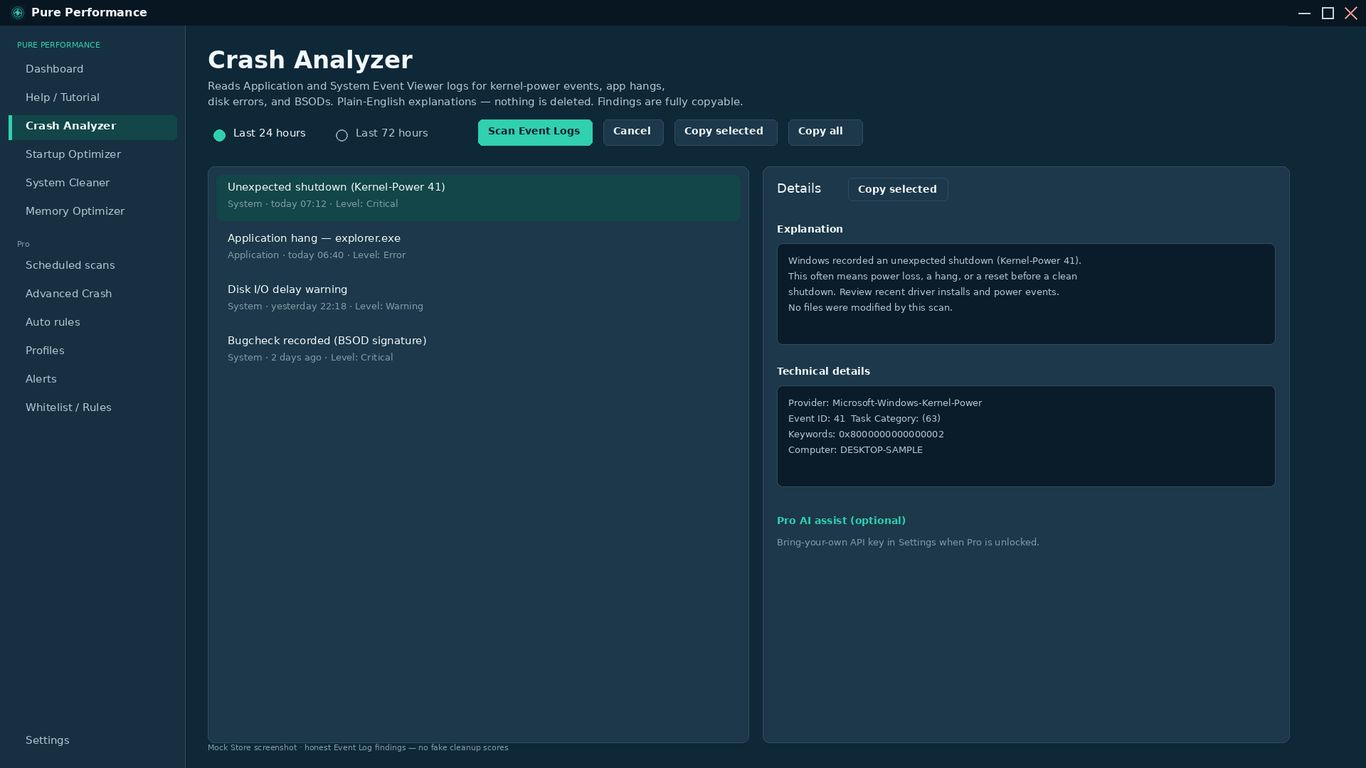 Pure Performance
PURE PERFORMANCE
Dashboard
Help / Tutorial
Crash Analyzer
Startup Optimizer
System Cleaner
Memory Optimizer
Pro
Scheduled scans
Advanced Crash
Auto rules
Profiles
Alerts
Whitelist / Rules
Settings
Crash Analyzer
Reads Application and System Event Viewer logs for kernel-power events, app hangs,
disk errors, and BSODs. Plain-English explanations — nothing is deleted. Findings are fully copyable.
Last 24 hours
Last 72 hours
Scan Event Logs
Cancel
Copy selected
Copy all
Unexpected shutdown (Kernel-Power 41)
System · today 07:12 · Level: Critical
Application hang — explorer.exe
Application · today 06:40 · Level: Error
Disk I/O delay warning
System · yesterday 22:18 · Level: Warning
Bugcheck recorded (BSOD signature)
System · 2 days ago · Level: Critical
Details
Copy selected
Explanation
Windows recorded an unexpected shutdown (Kernel-Power 41).
This often means power loss, a hang, or a reset before a clean
shutdown. Review recent driver installs and power events.
No files were modified by this scan.
Technical details
Provider: Microsoft-Windows-Kernel-Power
Event ID: 41  Task Category: (63)
Keywords: 0x8000000000000002
Computer: DESKTOP-SAMPLE
Pro AI assist (optional)
Bring-your-own API key in Settings when Pro is unlocked.
Mock Store screenshot · honest Event Log findings — no fake cleanup scores